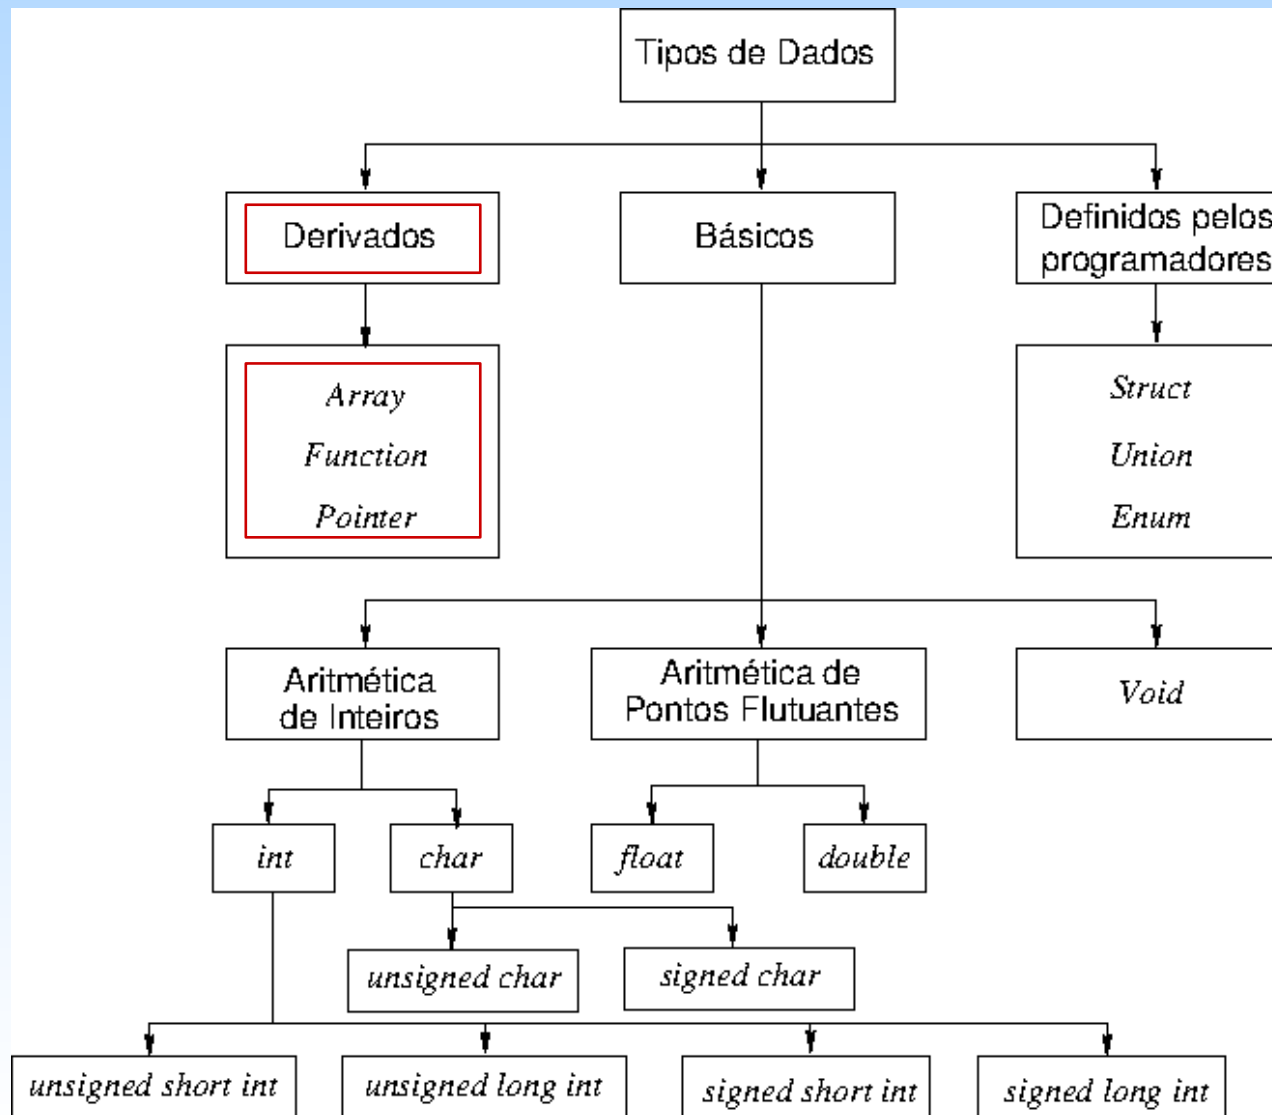 Tipos de Dados
Derivados
Básicos
Definidos pelos
programadores
Array
Function
Pointer
Struct
Union
Enum
Aritmética
de Inteiros
Aritmética de
Pontos Flutuantes
Void
int
char
float
double
unsigned char
signed char
unsigned short int
unsigned long int
signed short int
signed long int